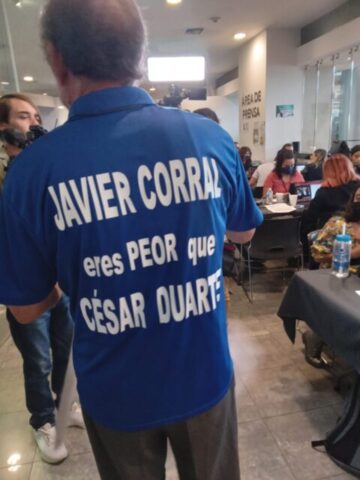 ÁREA DE
PRENSA
JAVIER CORRAL
eres PEOR que
CÉSAR DUARTE